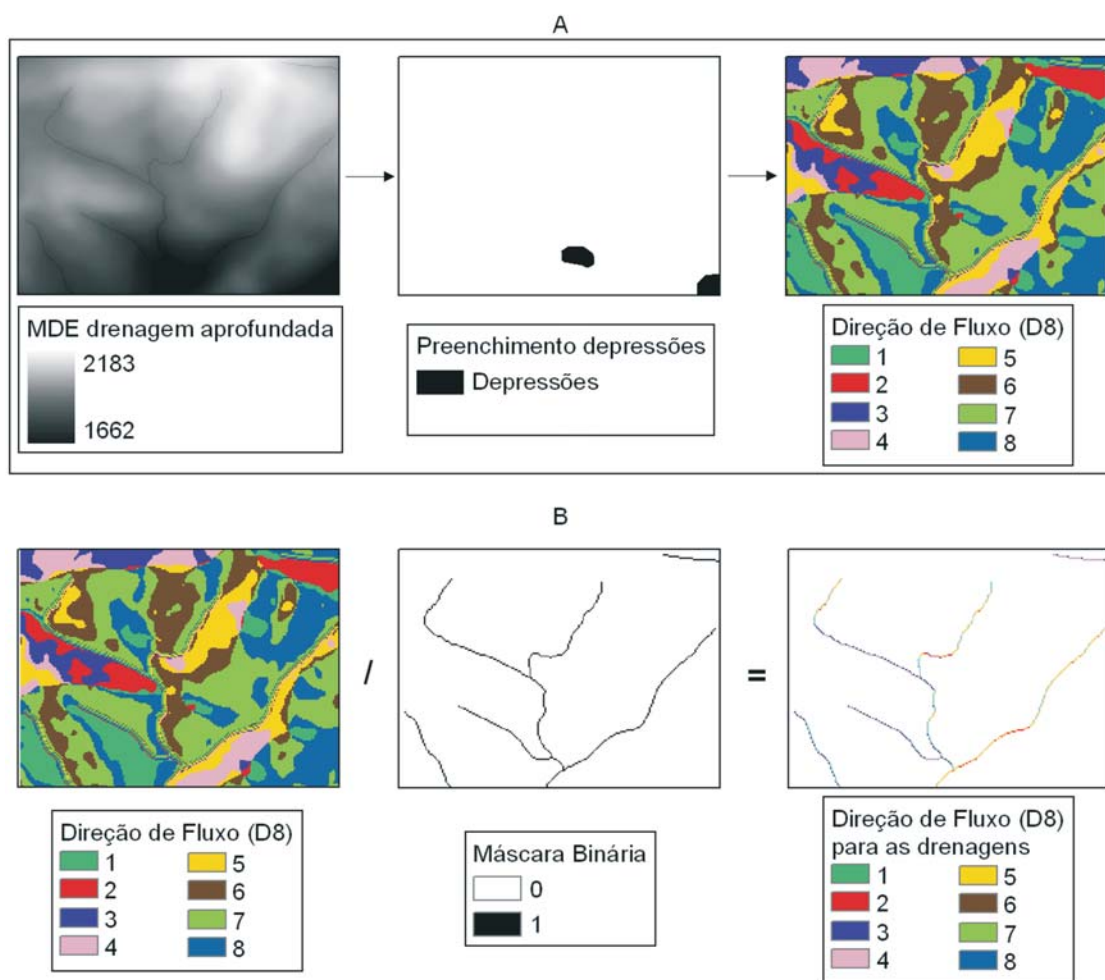 A
MDE drenagem aprofundada
2183
1662
Preenchimento depressões
Depressões
Direção de Fluxo (D8)
1 5
2 6
3 7
4 8
B
/
=
Direção de Fluxo (D8)
1 5
2 6
3 7
4 8
Máscara Binária
0
1
Direção de Fluxo (D8)
para as drenagens
1 5
2 6
3 7
4 8